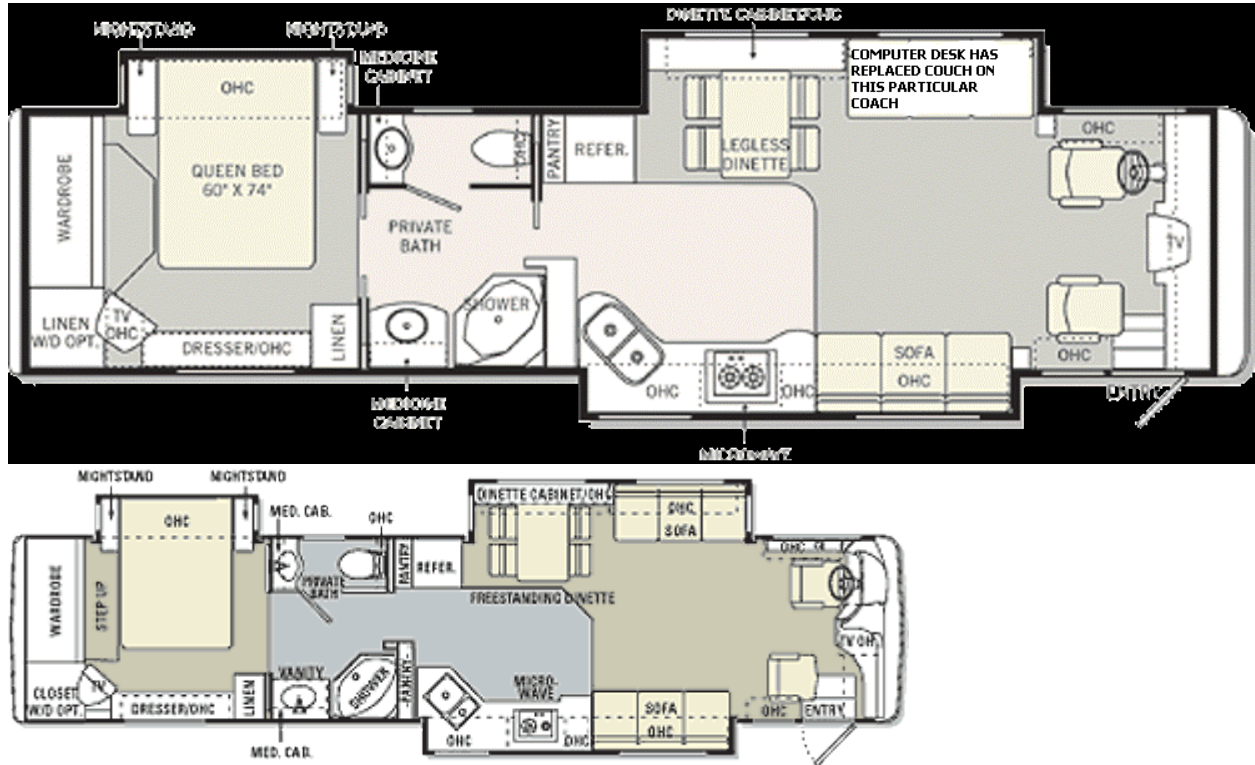 NIGHTSTAND
NIGHTSTAND
DINETTE CABINET/OHC
MEDICINE
CABINET
OHC
COMPUTER DESK HAS
REPLACED COUCH ON
THIS PARTICULAR
COACH
OHC
PANTRY
REFER.
OHC
LEGLESS
DINETTE
WARDROBE
QUEEN BED
60" X 74"
PRIVATE
BATH
TV
LINEN
W/D OPT.
TV
OHC
SHOWER
DRESSER/OHC
LINEN
SOFA
OHC
OHC
OHC
OHC
ENTRY
MEDICINE
CABINET
MICROWAVE
NIGHTSTAND
NIGHTSTAND
DINETTE CABINET/OHC
MED. CAB.
OHC
OHC
OHC
SOFA
OHC
PANTRY
REFER.
WARDROBE
STEP UP
PRIVATE
BATH
FREESTANDING DINETTE
TV OH.
VANITY
SHOWER
PANTRY
MICRO-
WAVE
CLOSET
W/D OPT.
TV
DRESSER/OHC
LINEN
SOFA
OHC
OHC
ENTRY
OHC
OHC
MED. CAB.